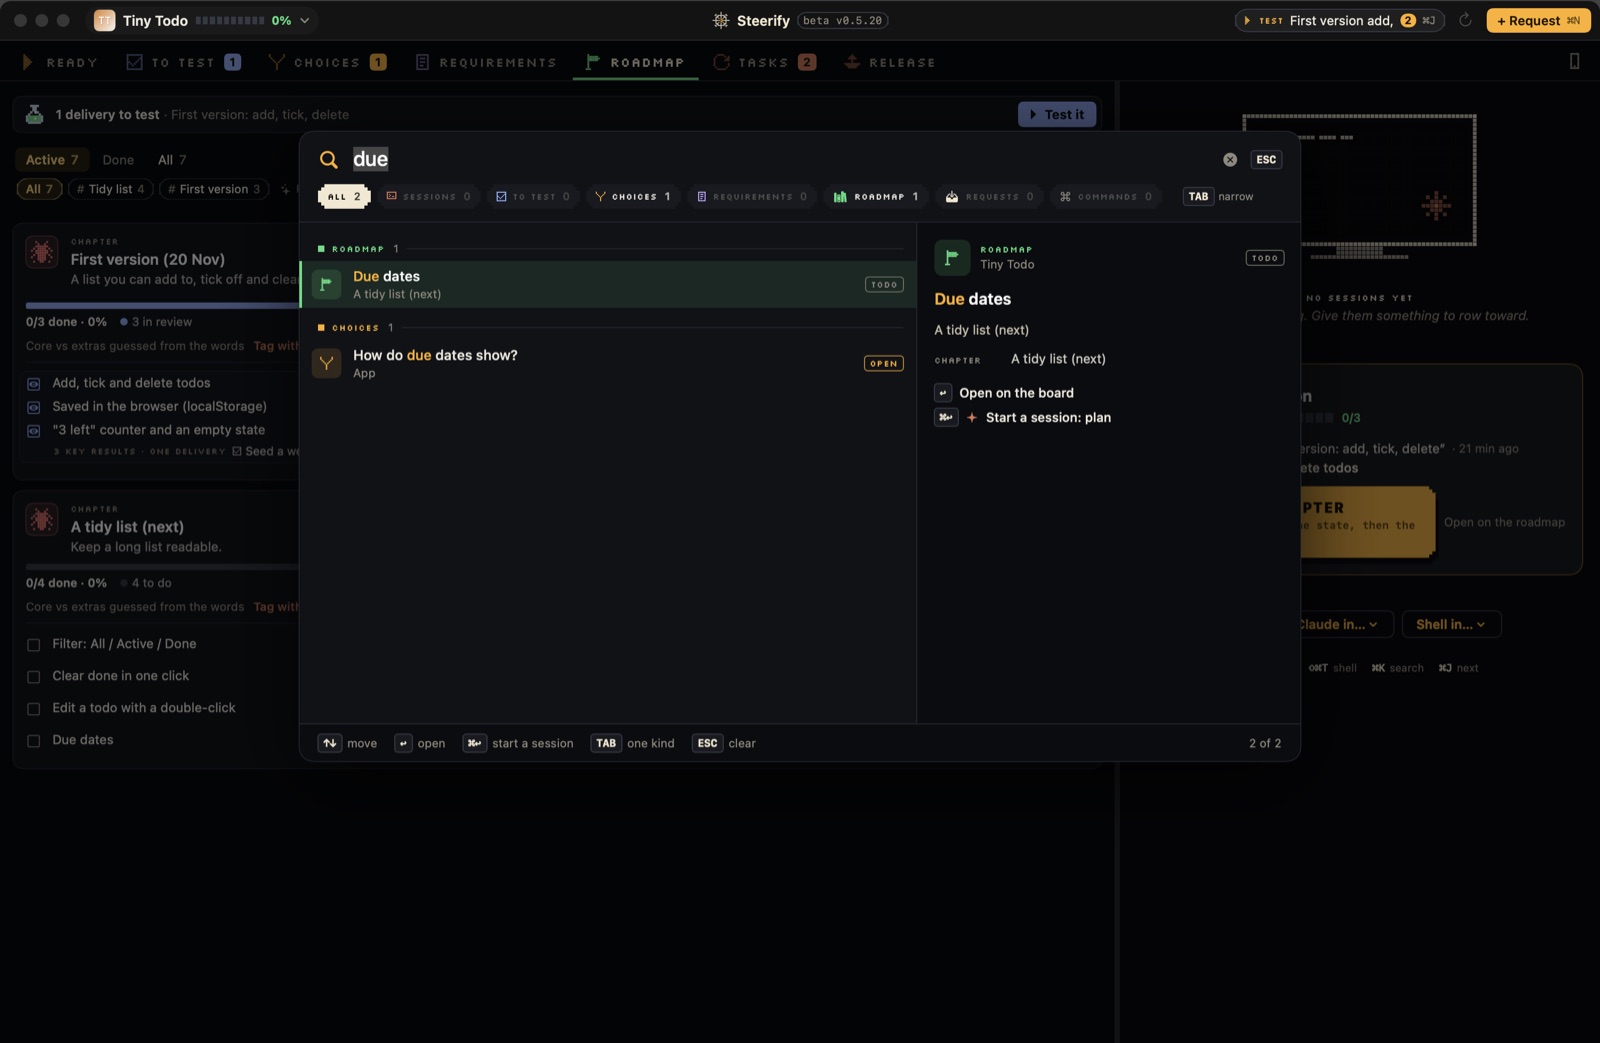 TT Tiny Todo 0%
Steerify beta v0.5.20
TEST First version add, 2 ⌘J
+ Request ⌘N
READY
TO TEST 1
CHOICES 1
REQUIREMENTS
ROADMAP
TASKS 2
RELEASE
1 delivery to test · First version: add, tick, delete
Test it
Active 7 Done All 7
All 7 # Tidy list 4 # First version 3
CHAPTER
First version (20 Nov)
A list you can add to, tick off and clea
0/3 done · 0% 3 in review
Core vs extras guessed from the words Tag with
Add, tick and delete todos
Saved in the browser (localStorage)
"3 left" counter and an empty state
3 KEY RESULTS · ONE DELIVERY Seed a we
CHAPTER
A tidy list (next)
Keep a long list readable.
0/4 done · 0% 4 to do
Core vs extras guessed from the words Tag with
Filter: All / Active / Done
Clear done in one click
Edit a todo with a double-click
Due dates
due
ESC
ALL 2 SESSIONS 0 TO TEST 0 CHOICES 1 REQUIREMENTS 0 ROADMAP 1 REQUESTS 0 COMMANDS 0 TAB narrow
ROADMAP 1
Due dates
A tidy list (next)
TODO
CHOICES 1
How do due dates show?
App
OPEN
ROADMAP
Tiny Todo
TODO
Due dates
A tidy list (next)
CHAPTER A tidy list (next)
↵ Open on the board
⌘↵ Start a session: plan
↑↓ move ↵ open ⌘↵ start a session TAB one kind ESC clear
2 of 2
NO SESSIONS YET
. Give them something to row toward.
n
0/3
ersion: add, tick, delete" · 21 min ago
ete todos
PTER
e state, then the
Open on the roadmap
Claude in...
Shell in...
⌘T shell ⌘K search ⌘J next